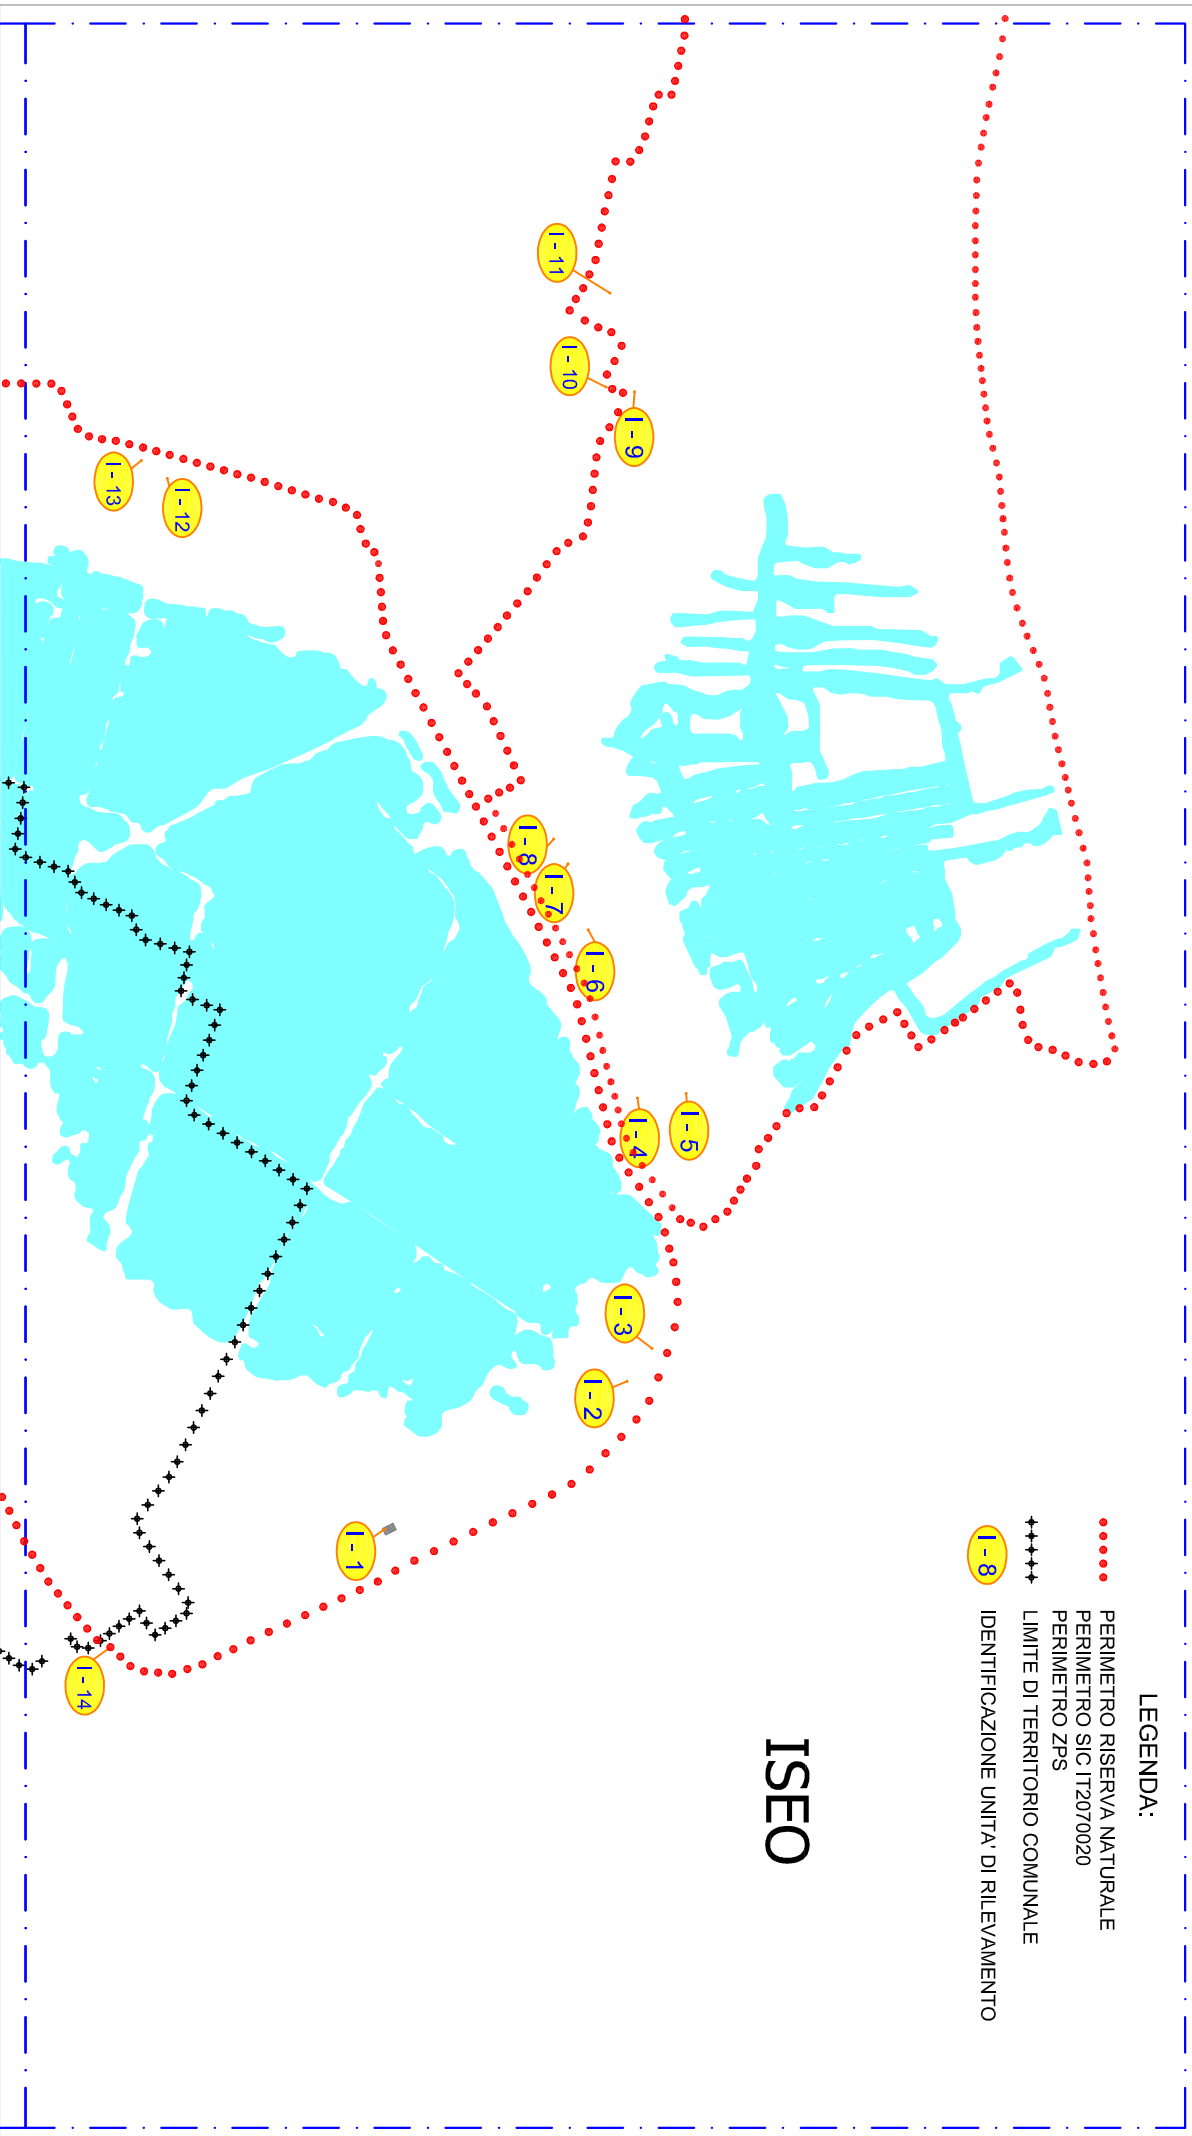 LEGENDA:
PERIMETRO RISERVA NATURALE
PERIMETRO SIC IT2070020
PERIMETRO ZPS
LIMITE DI TERRITORIO COMUNALE
I - 8
IDENTIFICAZIONE UNITA' DI RILEVAMENTO
ISEO
I - 11
I - 10
I - 9
I - 13
I - 12
I - 8
I - 7
I - 6
I - 5
I - 4
I - 3
I - 2
I - 1
I - 14